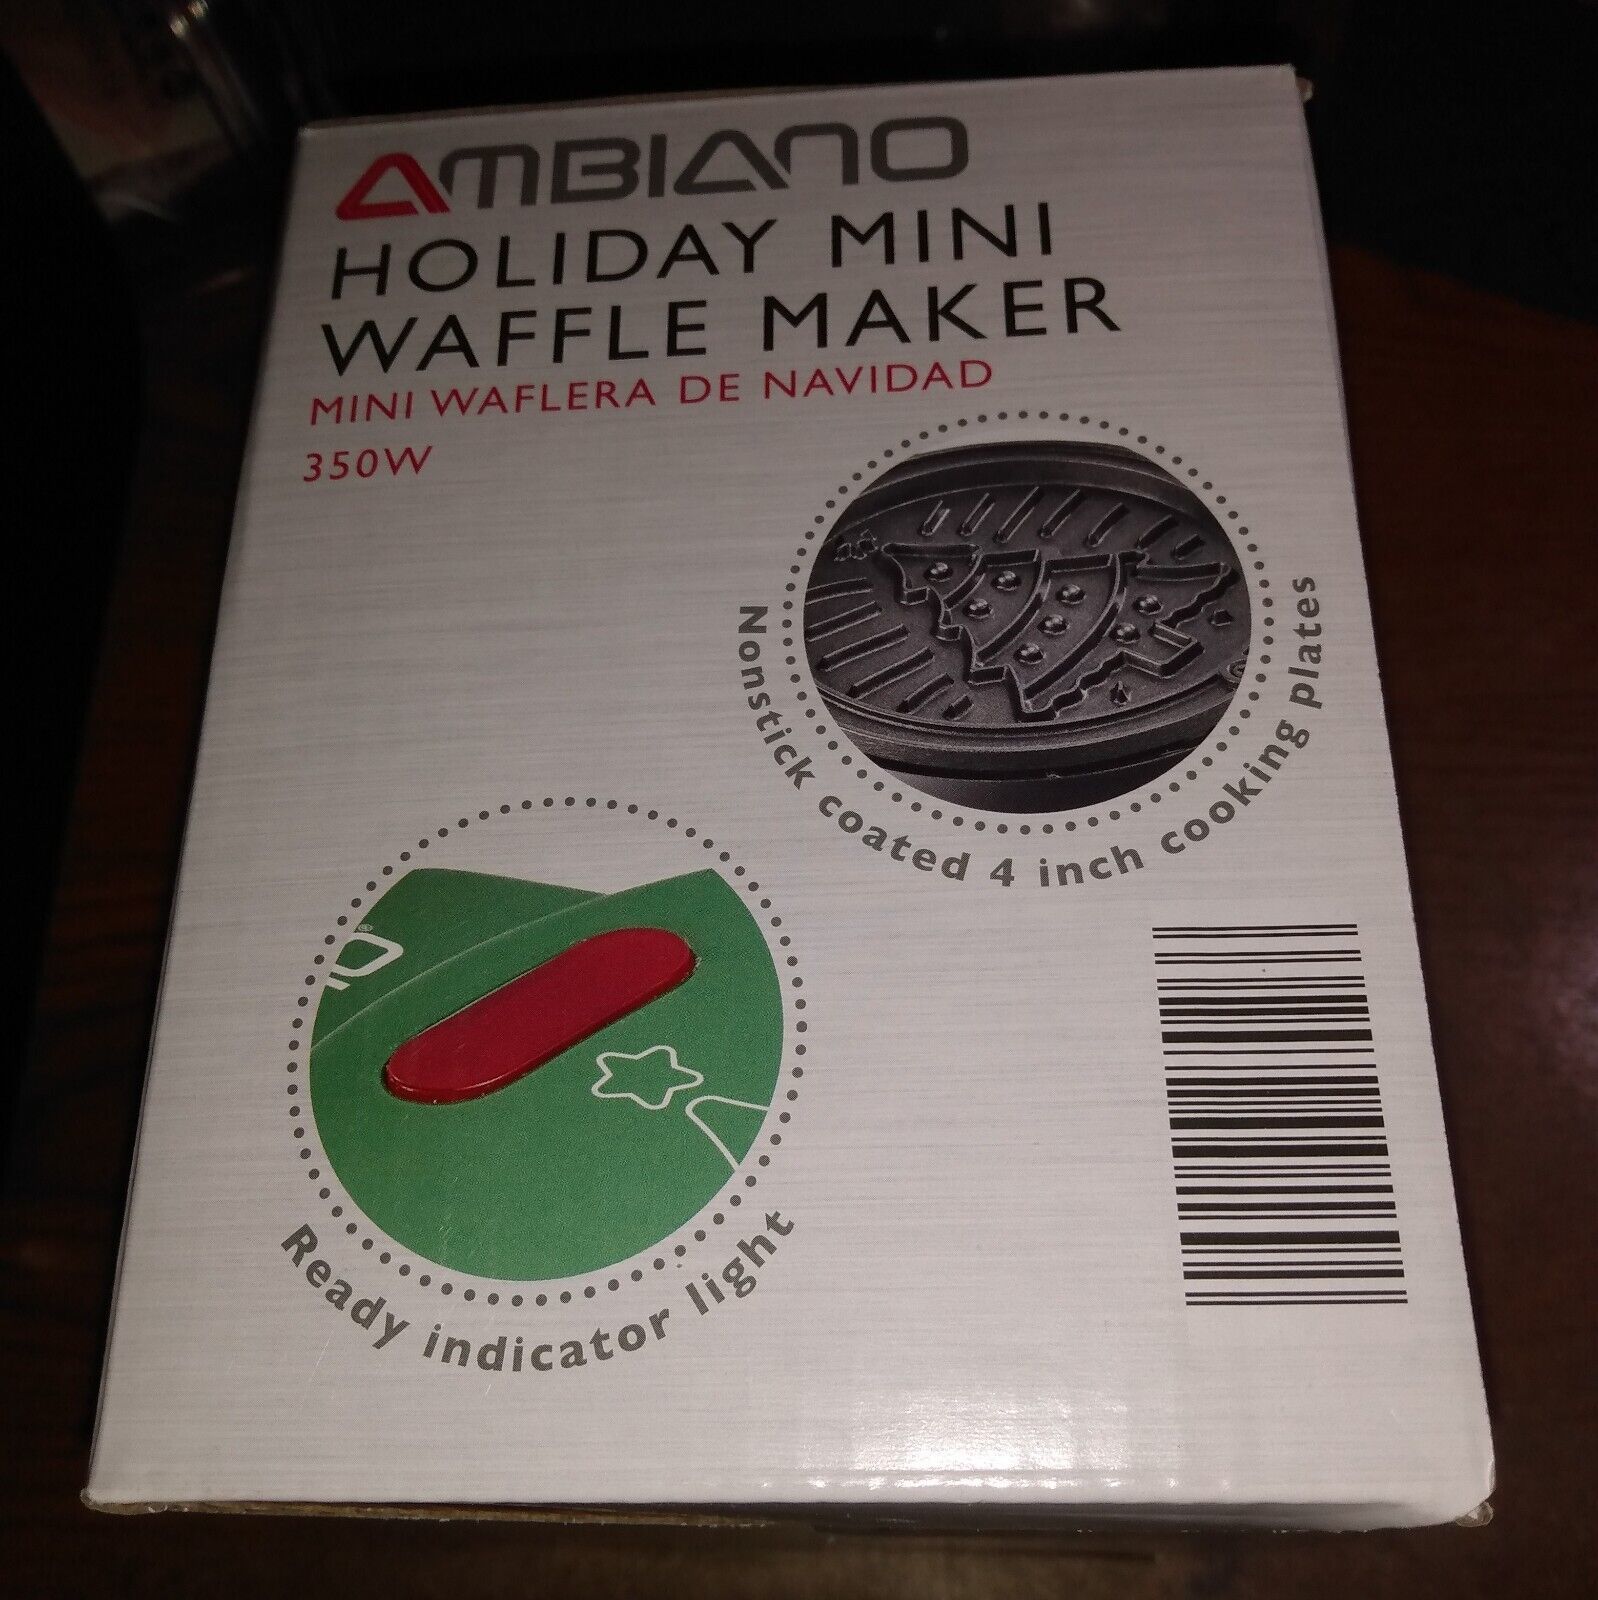 AMBIANO
HOLIDAY MINI
WAFFLE MAKER
MINI WAFLERA DE NAVIDAD
350W
Nonstick coated 4 inch cooking plates
Ready indicator light